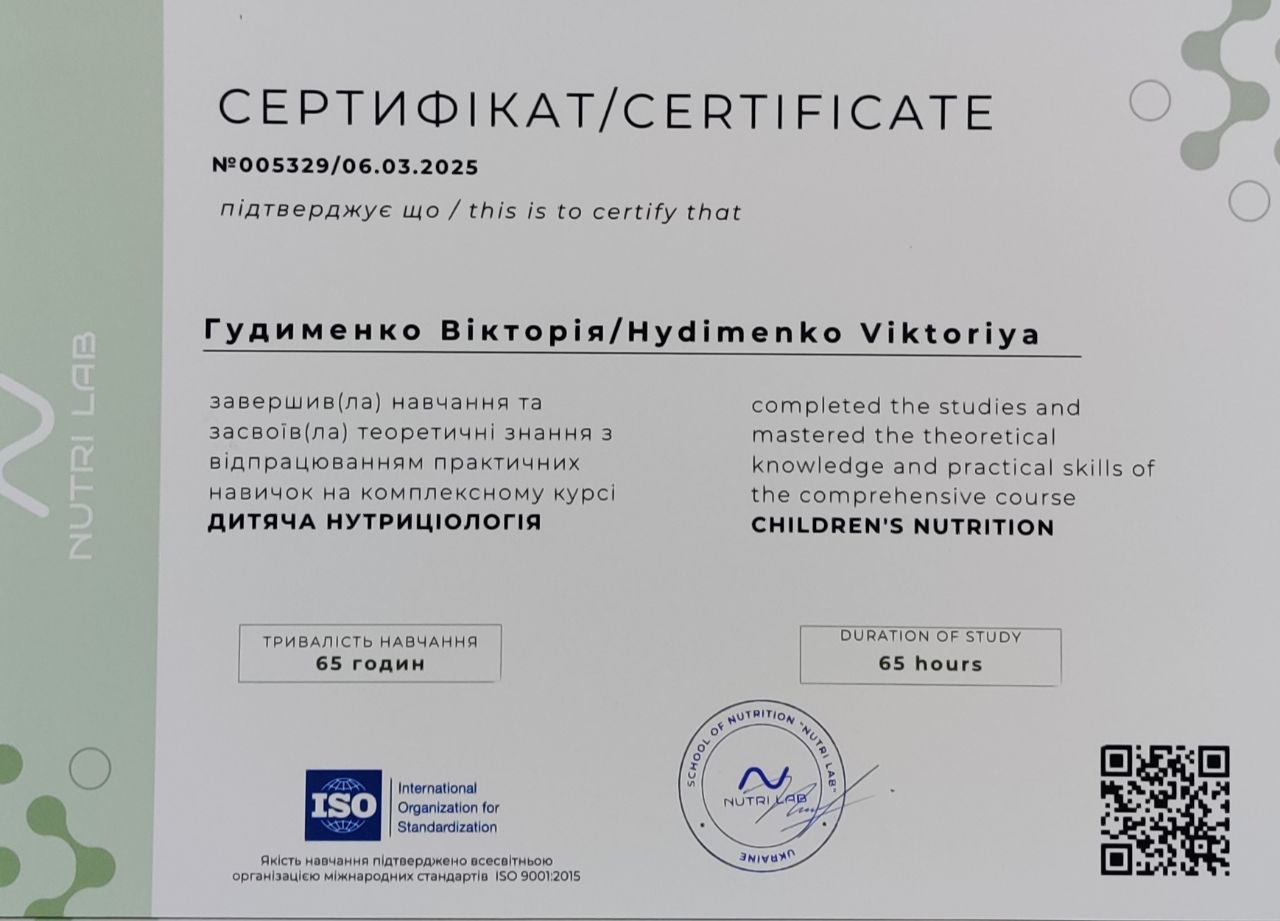 СЕРТИФІКАТ/CERTIFICATE
№005329/06.03.2025
підтверджує що / this is to certify that
Гудименко Вікторія/Hydimenko Viktoriya
завершив(ла) навчання та
засвоїв(ла) теоретичні знання з
відпрацюванням практичних
навичок на комплексному курсі
ДИТЯЧА НУТРИЦІОЛОГІЯ
completed the studies and
mastered the theoretical
knowledge and practical skills of
the comprehensive course
CHILDREN'S NUTRITION
ТРИВАЛІСТЬ НАВЧАННЯ
65 годин
DURATION OF STUDY
65 hours
NUTRI LAB
ISO
International
Organization for
Standardization
Якість навчання підтверджено всесвітньою
організацією міжнародних стандартів ISO 9001:2015
SCHOOL OF NUTRITION "NUTRI LAB"
NUTRI LAB
UKRAINE